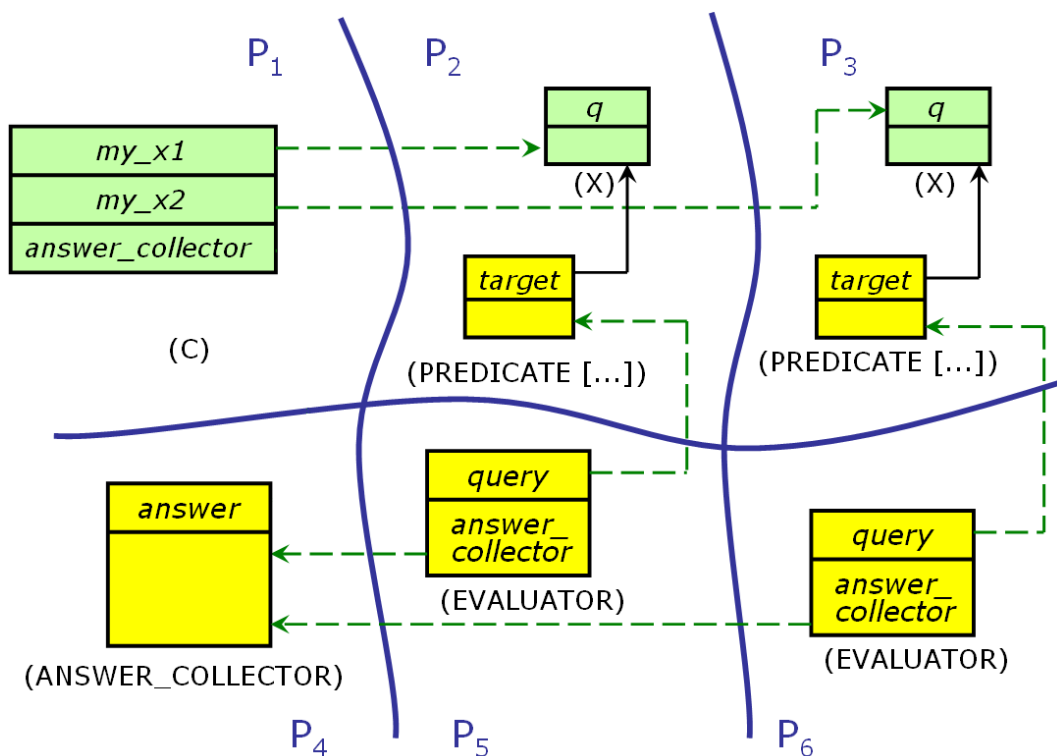 P1
P2
P3
my_x1
my_x2
answer_collector
(C)
q
(X)
target
(PREDICATE [...])
q
(X)
target
(PREDICATE [...])
answer
(ANSWER_COLLECTOR)
query
answer_
collector
(EVALUATOR)
query
answer_
collector
(EVALUATOR)
P4
P5
P6